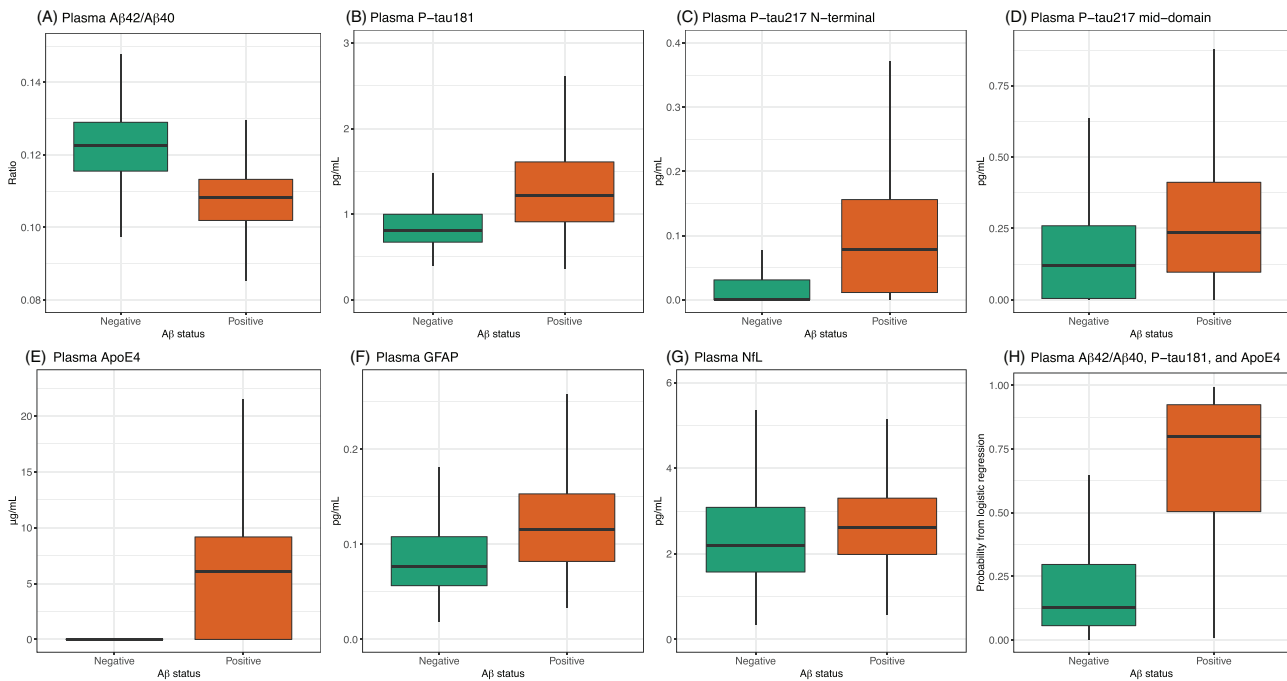 (A) Plasma Aβ42/Aβ40
Ratio
0.14
0.12
0.10
0.08
Negative
Positive
Aβ status
(B) Plasma P−tau181
pg/mL
3
2
1
0
Negative
Positive
Aβ status
(C) Plasma P−tau217 N−terminal
pg/mL
0.4
0.3
0.2
0.1
0.0
Negative
Positive
Aβ status
(D) Plasma P−tau217 mid−domain
pg/mL
0.75
0.50
0.25
0.00
Negative
Positive
Aβ status
(E) Plasma ApoE4
µg/mL
20
15
10
5
0
Negative
Positive
Aβ status
(F) Plasma GFAP
pg/mL
0.2
0.1
0.0
Negative
Positive
Aβ status
(G) Plasma NfL
pg/mL
6
4
2
0
Negative
Positive
Aβ status
(H) Plasma Aβ42/Aβ40, P−tau181, and ApoE4
Probability from logistic regression
1.00
0.75
0.50
0.25
0.00
Negative
Positive
Aβ status